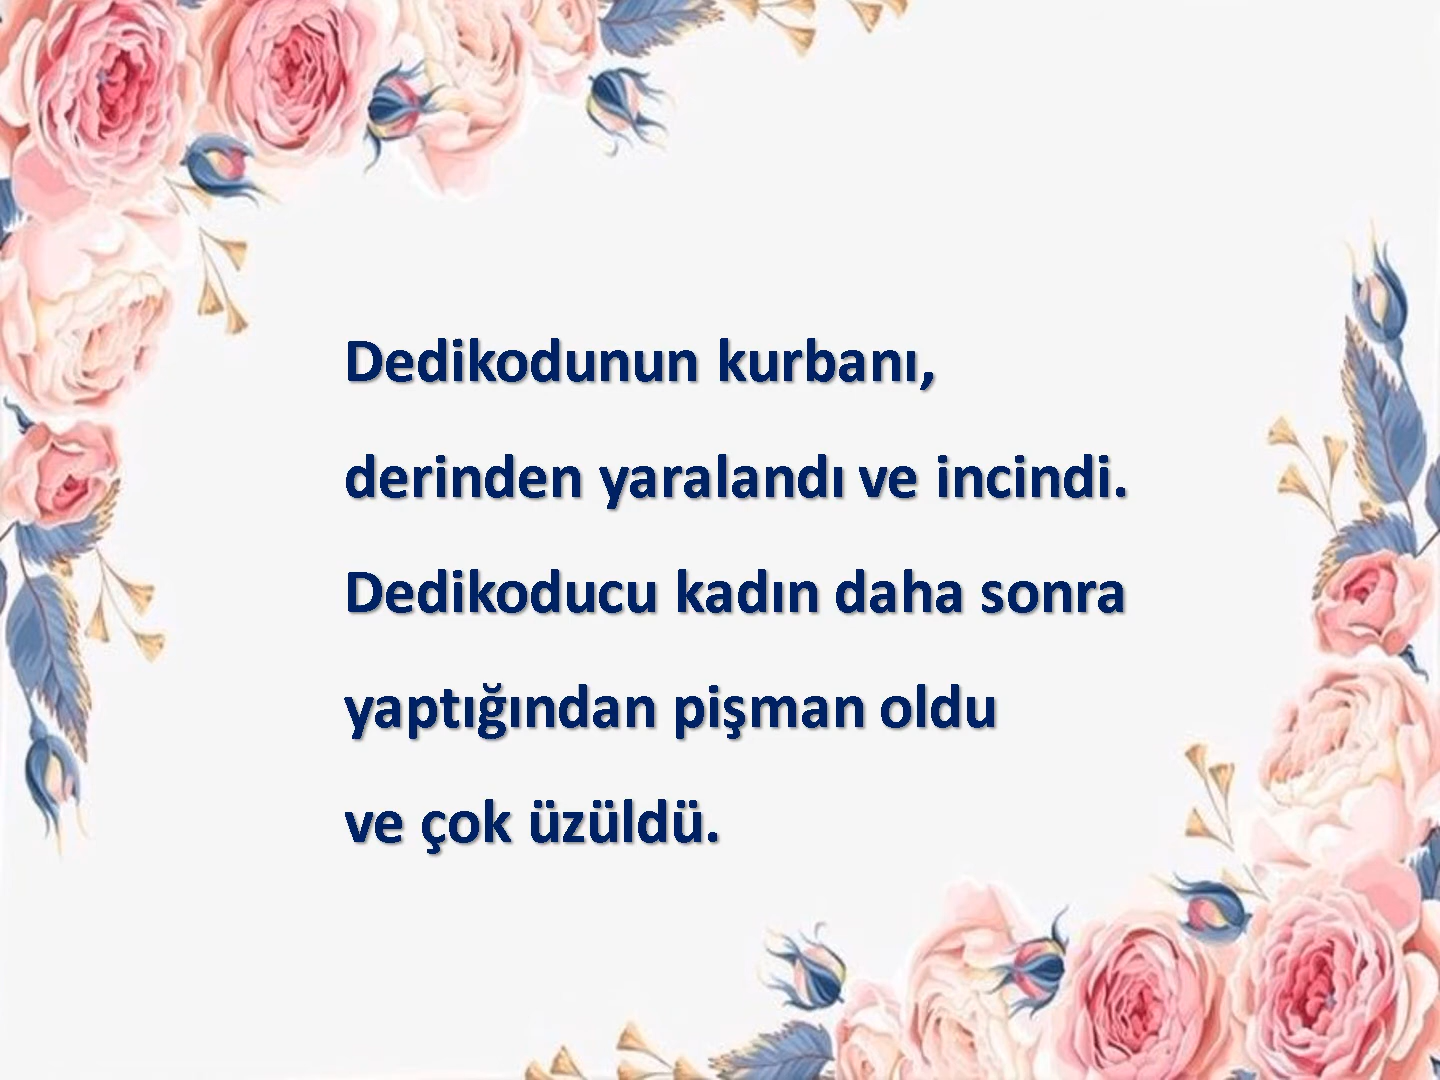 Dedikodunun kurbanı,
derinden yaralandı ve incindi.
Dedikoducu kadın daha sonra
yaptığından pişman oldu
ve çok üzüldü.